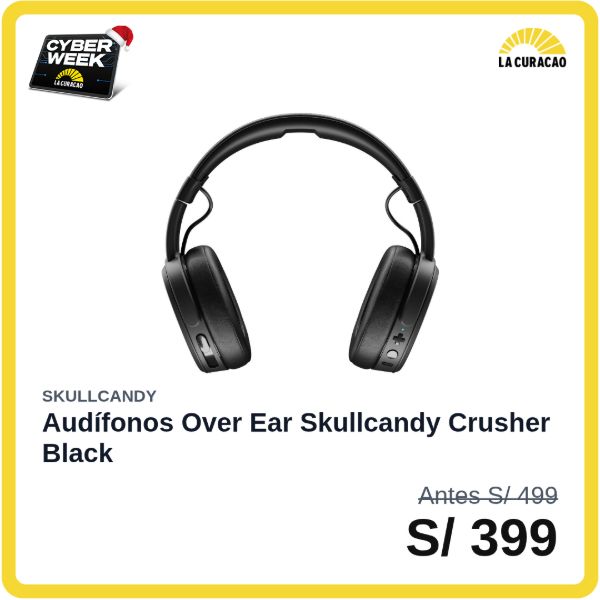 CYBER
WEEK
LA CURACAO
LA CURACAO
SKULLCANDY
Audífonos Over Ear Skullcandy Crusher
Black
Antes S/ 499
S/ 399